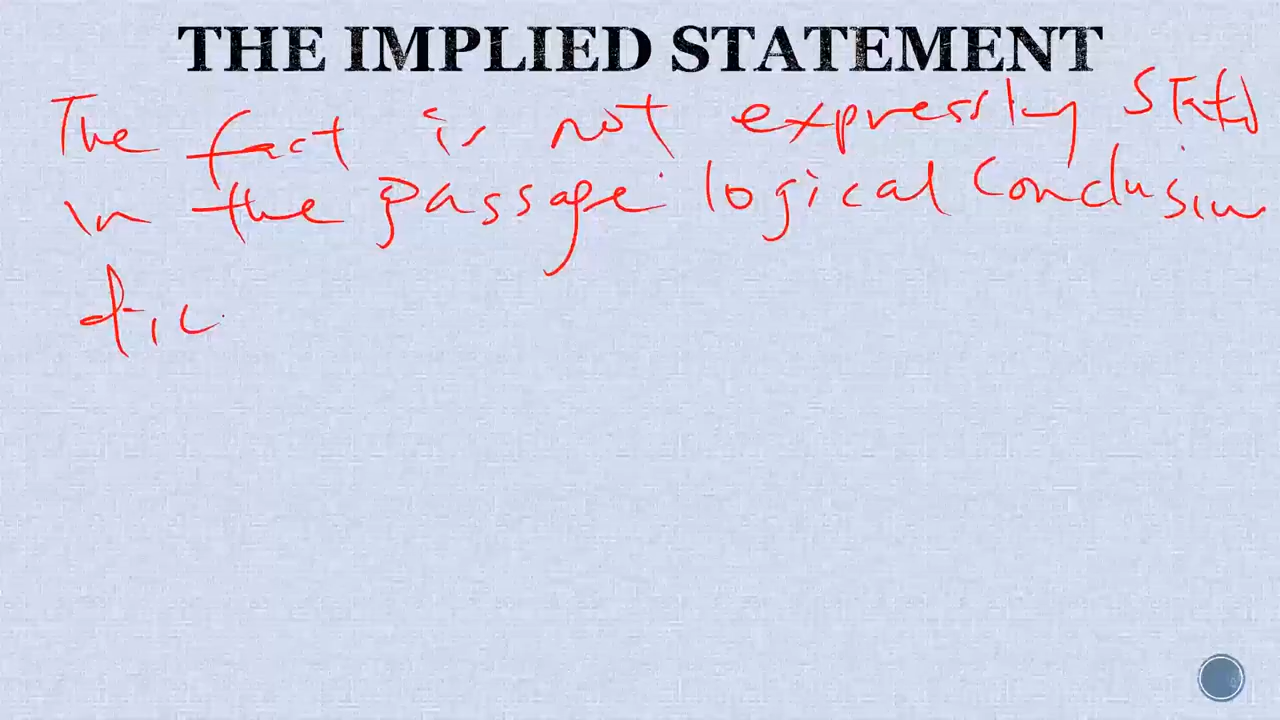 THE IMPLIED STATEMENT
The fact is not expressly stated
in the passage logical conclusion